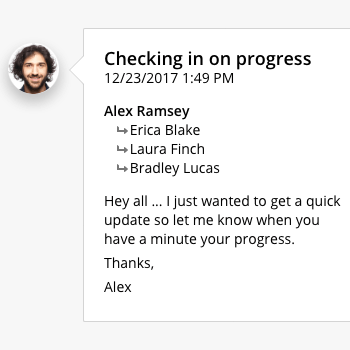 Checking in on progress
12/23/2017 1:49 PM
Alex Ramsey
Erica Blake
Laura Finch
Bradley Lucas
Hey all ... I just wanted to get a quick
update so let me know when you
have a minute your progress.
Thanks,
Alex